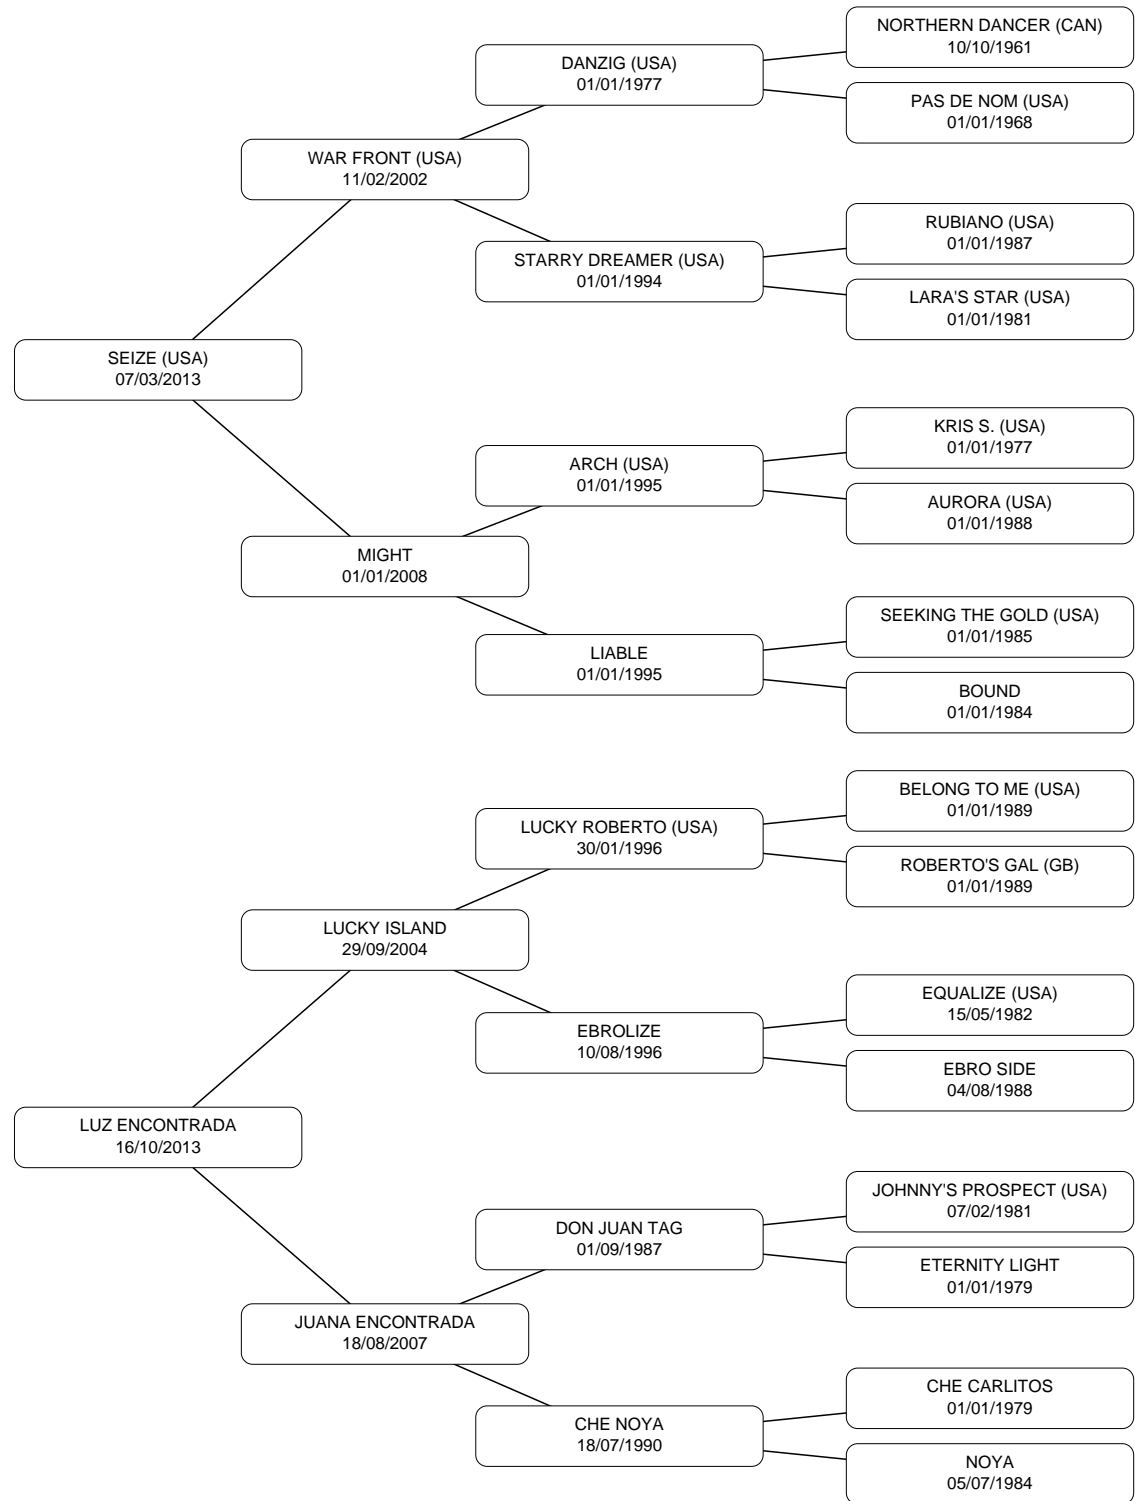 NORTHERN DANCER (CAN)
10/10/1961
DANZIG (USA)
01/01/1977
PAS DE NOM (USA)
01/01/1968
WAR FRONT (USA)
11/02/2002
RUBIANO (USA)
01/01/1987
STARRY DREAMER (USA)
01/01/1994
LARA'S STAR (USA)
01/01/1981
SEIZE (USA)
07/03/2013
KRIS S. (USA)
01/01/1977
ARCH (USA)
01/01/1995
AURORA (USA)
01/01/1988
MIGHT
01/01/2008
SEEKING THE GOLD (USA)
01/01/1985
LIABLE
01/01/1995
BOUND
01/01/1984
BELONG TO ME (USA)
01/01/1989
LUCKY ROBERTO (USA)
30/01/1996
ROBERTO'S GAL (GB)
01/01/1989
LUCKY ISLAND
29/09/2004
EQUALIZE (USA)
15/05/1982
EBROLIZE
10/08/1996
EBRO SIDE
04/08/1988
LUZ ENCONTRADA
16/10/2013
JOHNNY'S PROSPECT (USA)
07/02/1981
DON JUAN TAG
01/09/1987
ETERNITY LIGHT
01/01/1979
JUANA ENCONTRADA
18/08/2007
CHE CARLITOS
01/01/1979
CHE NOYA
18/07/1990
NOYA
05/07/1984